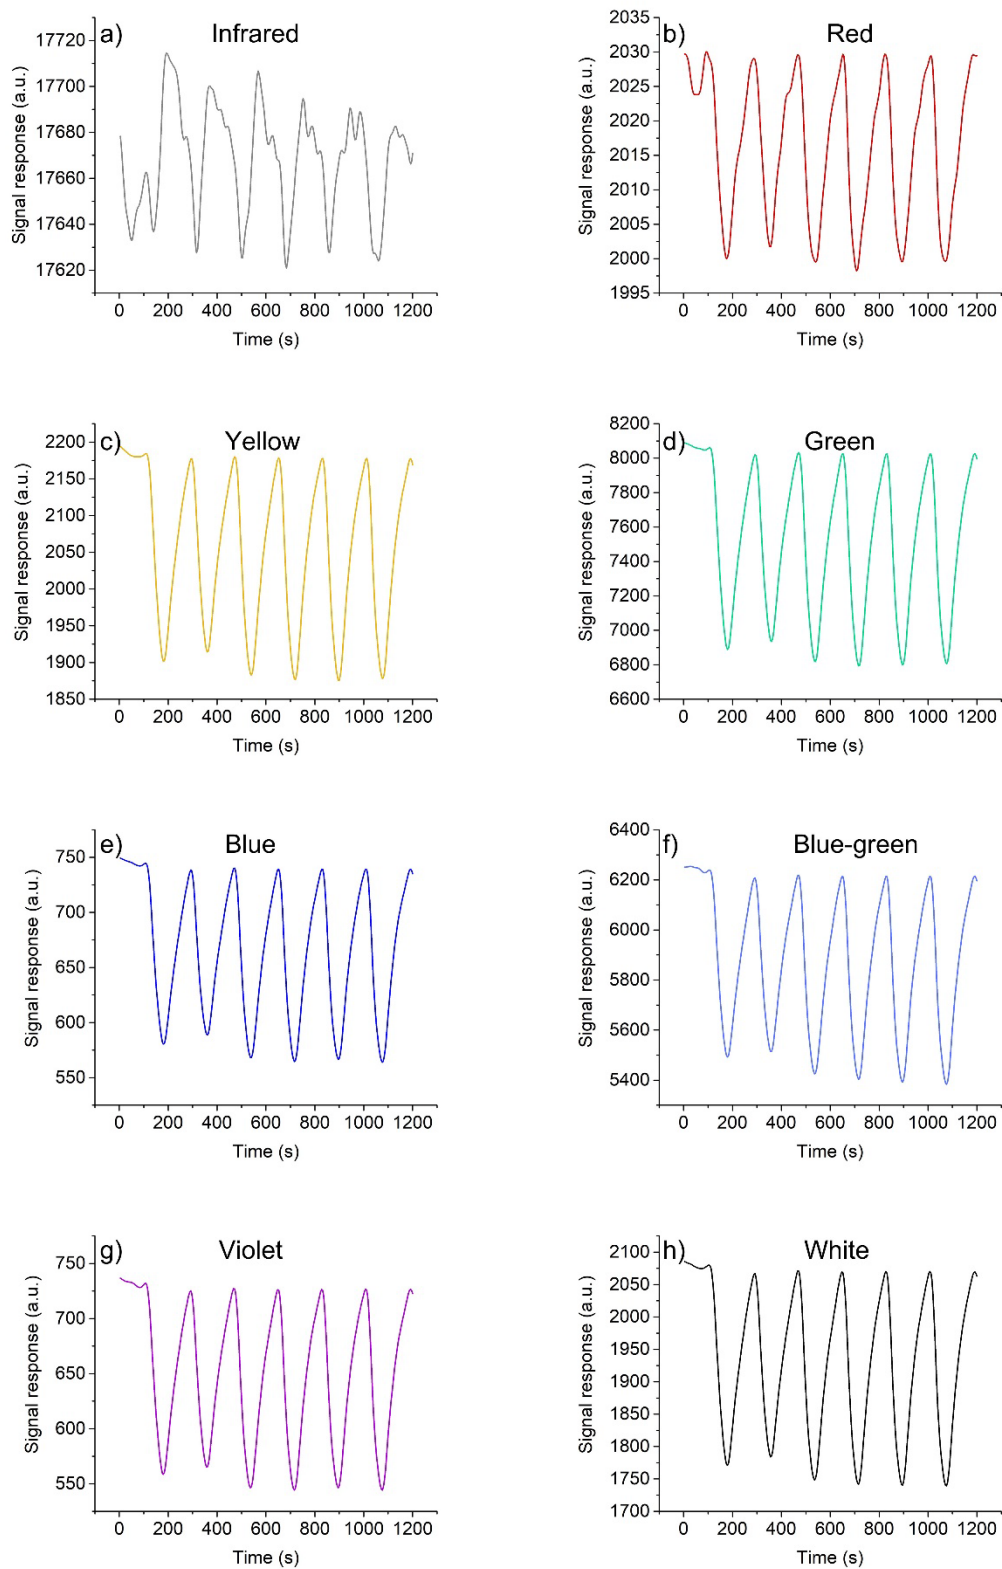 a) Infrared
Signal response (a.u.)
17720
17700
17680
17660
17640
17620
0 200 400 600 800 1000 1200
Time (s)
b) Red
Signal response (a.u.)
2035
2030
2025
2020
2015
2010
2005
2000
1995
0 200 400 600 800 1000 1200
Time (s)
c) Yellow
Signal response (a.u.)
2200
2150
2100
2050
2000
1950
1900
1850
0 200 400 600 800 1000 1200
Time (s)
d) Green
Signal response (a.u.)
8200
8000
7800
7600
7400
7200
7000
6800
6600
0 200 400 600 800 1000 1200
Time (s)
e) Blue
Signal response (a.u.)
750
700
650
600
550
0 200 400 600 800 1000 1200
Time (s)
f) Blue-green
Signal response (a.u.)
6400
6200
6000
5800
5600
5400
0 200 400 600 800 1000 1200
Time (s)
g) Violet
Signal response (a.u.)
750
700
650
600
550
0 200 400 600 800 1000 1200
Time (s)
h) White
Signal response (a.u.)
2100
2050
2000
1950
1900
1850
1800
1750
1700
0 200 400 600 800 1000 1200
Time (s)